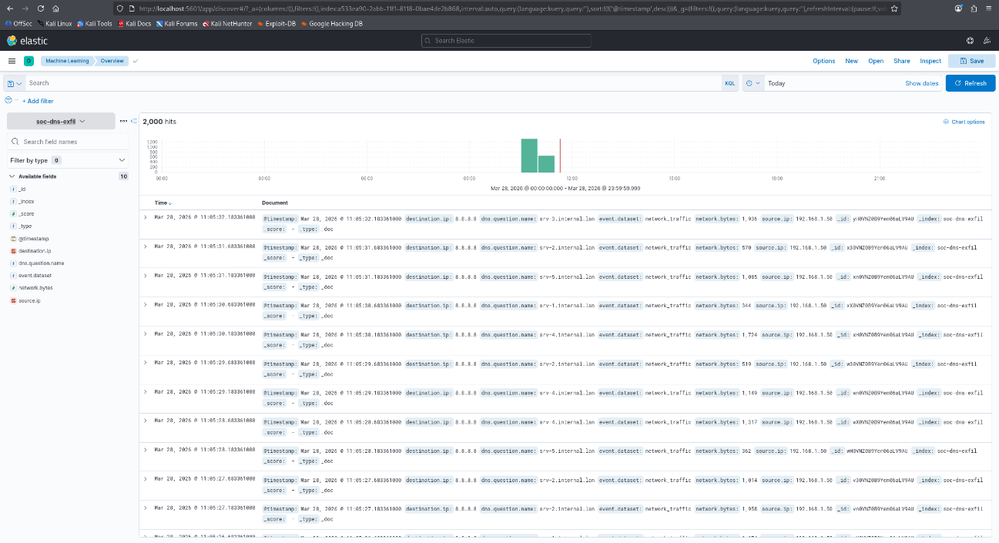 http://localhost:5601/app/discover#/?_a=(columns:!(),filters:!(),index:a533ea90-2abb-11f1-8118-0bae4de2b868,interval:auto,query:(language:kuery,query:''),sort:!(!('@timestamp',desc)))&_g=(filters:!(),query:(language:kuery,query:''),refreshInterval:(pause:!f,val
OffSec Kali Linux Kali Tools Kali Docs Kali Forums Kali NetHunter Exploit-DB Google Hacking DB
elastic Search Elastic
D Machine Learning Overview Options New Open Share Inspect Save
Search KQL Today Show dates Refresh
+ Add filter
soc-dns-exfil
Search field names
Filter by type 0
Available fields 10
_id
_index
_score
_type
@timestamp
destination.ip
dns.question.name
event.dataset
network.bytes
source.ip
2,000 hits Chart options
1,200
1,000
800
600
400
200
0
00:00 03:00 06:00 09:00 12:00 15:00 18:00 21:00
Mar 28, 2026 @ 00:00:00.000 - Mar 28, 2026 @ 23:59:59.999
Time Document
Mar 28, 2026 @ 11:05:32.183361000 @timestamp: Mar 28, 2026 @ 11:05:32.183361000 destination.ip: 8.8.8.8 dns.question.name: srv-3.internal.lan event.dataset: network_traffic network.bytes: 1,936 source.ip: 192.168.1.50 _id: yH0VNZ0B9Yen06aLV9AU _index: soc-dns-exfil
_score: - _type: _doc
Mar 28, 2026 @ 11:05:31.683361000 @timestamp: Mar 28, 2026 @ 11:05:31.683361000 destination.ip: 8.8.8.8 dns.question.name: srv-2.internal.lan event.dataset: network_traffic network.bytes: 570 source.ip: 192.168.1.50 _id: x30VNZ0B9Yen06aLV9AU _index: soc-dns-exfil
_score: - _type: _doc
Mar 28, 2026 @ 11:05:31.183361000 @timestamp: Mar 28, 2026 @ 11:05:31.183361000 destination.ip: 8.8.8.8 dns.question.name: srv-5.internal.lan event.dataset: network_traffic network.bytes: 1,085 source.ip: 192.168.1.50 _id: xn0VNZ0B9Yen06aLV9AU _index: soc-dns-exfil
_score: - _type: _doc
Mar 28, 2026 @ 11:05:30.683361000 @timestamp: Mar 28, 2026 @ 11:05:30.683361000 destination.ip: 8.8.8.8 dns.question.name: srv-1.internal.lan event.dataset: network_traffic network.bytes: 344 source.ip: 192.168.1.50 _id: xX0VNZ0B9Yen06aLV9AU _index: soc-dns-exfil
_score: - _type: _doc
Mar 28, 2026 @ 11:05:30.183361000 @timestamp: Mar 28, 2026 @ 11:05:30.183361000 destination.ip: 8.8.8.8 dns.question.name: srv-4.internal.lan event.dataset: network_traffic network.bytes: 1,724 source.ip: 192.168.1.50 _id: xH0VNZ0B9Yen06aLV9AU _index: soc-dns-exfil
_score: - _type: _doc
Mar 28, 2026 @ 11:05:29.683361000 @timestamp: Mar 28, 2026 @ 11:05:29.683361000 destination.ip: 8.8.8.8 dns.question.name: srv-2.internal.lan event.dataset: network_traffic network.bytes: 519 source.ip: 192.168.1.50 _id: w30VNZ0B9Yen06aLV9AU _index: soc-dns-exfil
_score: - _type: _doc
Mar 28, 2026 @ 11:05:29.183361000 @timestamp: Mar 28, 2026 @ 11:05:29.183361000 destination.ip: 8.8.8.8 dns.question.name: srv-4.internal.lan event.dataset: network_traffic network.bytes: 1,149 source.ip: 192.168.1.50 _id: wn0VNZ0B9Yen06aLV9AU _index: soc-dns-exfil
_score: - _type: _doc
Mar 28, 2026 @ 11:05:28.683361000 @timestamp: Mar 28, 2026 @ 11:05:28.683361000 destination.ip: 8.8.8.8 dns.question.name: srv-4.internal.lan event.dataset: network_traffic network.bytes: 1,317 source.ip: 192.168.1.50 _id: wX0VNZ0B9Yen06aLV9AU _index: soc-dns-exfil
_score: - _type: _doc
Mar 28, 2026 @ 11:05:28.183361000 @timestamp: Mar 28, 2026 @ 11:05:28.183361000 destination.ip: 8.8.8.8 dns.question.name: srv-5.internal.lan event.dataset: network_traffic network.bytes: 362 source.ip: 192.168.1.50 _id: wH0VNZ0B9Yen06aLV9AU _index: soc-dns-exfil
_score: - _type: _doc
Mar 28, 2026 @ 11:05:27.683361000 @timestamp: Mar 28, 2026 @ 11:05:27.683361000 destination.ip: 8.8.8.8 dns.question.name: srv-2.internal.lan event.dataset: network_traffic network.bytes: 1,014 source.ip: 192.168.1.50 _id: v30VNZ0B9Yen06aLV9AU _index: soc-dns-exfil
_score: - _type: _doc
Mar 28, 2026 @ 11:05:27.183361000 @timestamp: Mar 28, 2026 @ 11:05:27.183361000 destination.ip: 8.8.8.8 dns.question.name: srv-2.internal.lan event.dataset: network_traffic network.bytes: 1,958 source.ip: 192.168.1.50 _id: vn0VNZ0B9Yen06aLV9AU _index: soc-dns-exfil
_score: - _type: _doc